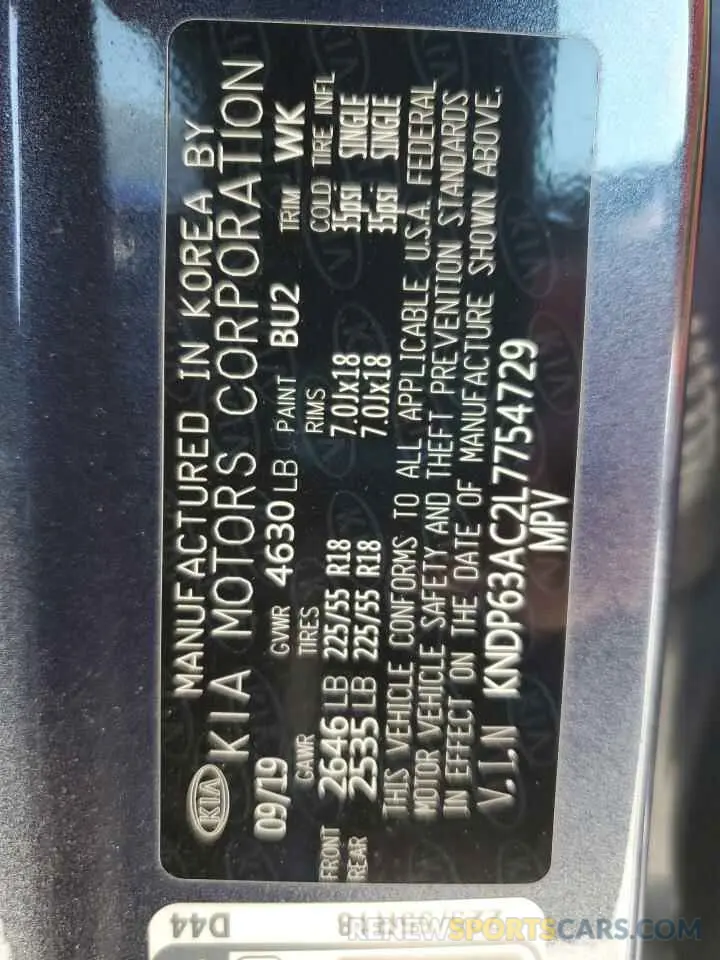 MANUFACTURED IN KOREA BY
KIA KIA MOTORS CORPORATION
09/19 GVWR 4630 LB PAINT BU2 TRIM WK
GAWR TIRES RIMS COLD TIRE INFL
FRONT 2646 LB 225/55 R18 7.0Jx18 35psi SINGLE
REAR 2535 LB 225/55 R18 7.0Jx18 35psi SINGLE
THIS VEHICLE CONFORMS TO ALL APPLICABLE U.S.A. FEDERAL
MOTOR VEHICLE SAFETY AND THEFT PREVENTION STANDARDS
IN EFFECT ON THE DATE OF MANUFACTURE SHOWN ABOVE.
V.I.N KNDP63AC2L7754729
MPV
D44
RENEWSPORTSCARS.COM